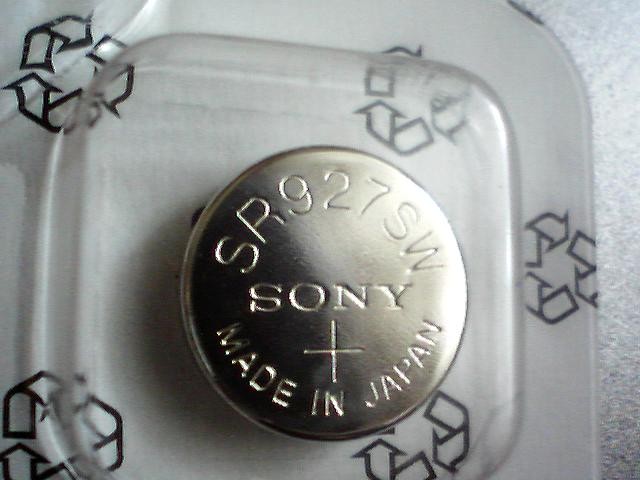 SR927SW
SONY
+
MADE IN JAPAN